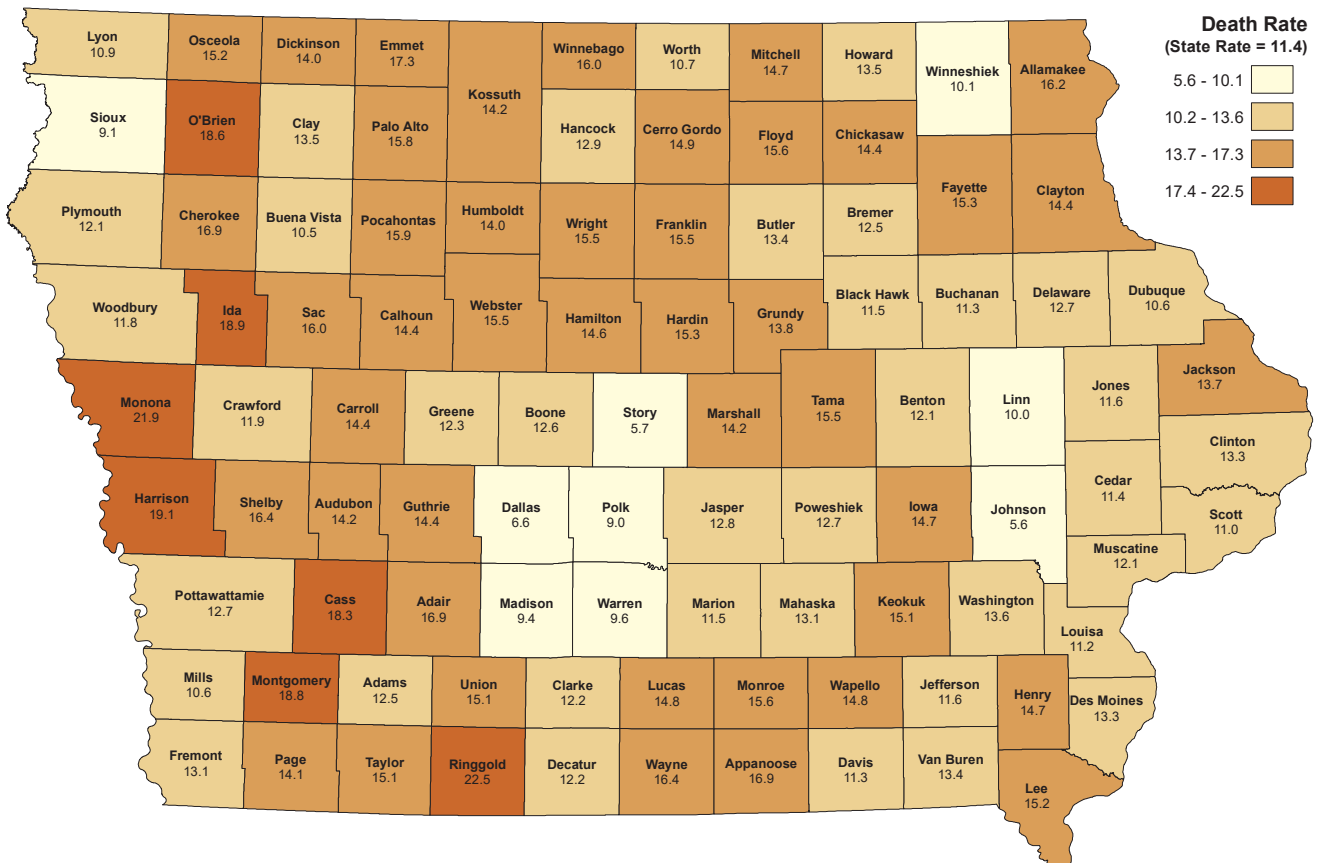 Death Rate
(State Rate = 11.4)
5.6 - 10.1
10.2 - 13.6
13.7 - 17.3
17.4 - 22.5
Lyon
10.9
Osceola
15.2
Dickinson
14.0
Emmet
17.3
Kossuth
14.2
Winnebago
16.0
Worth
10.7
Mitchell
14.7
Howard
13.5
Winneshiek
10.1
Allamakee
16.2
Sioux
9.1
O'Brien
18.6
Clay
13.5
Palo Alto
15.8
Hancock
12.9
Cerro Gordo
14.9
Floyd
15.6
Chickasaw
14.4
Plymouth
12.1
Cherokee
16.9
Buena Vista
10.5
Pocahontas
15.9
Humboldt
14.0
Wright
15.5
Franklin
15.5
Butler
13.4
Bremer
12.5
Fayette
15.3
Clayton
14.4
Woodbury
11.8
Ida
18.9
Sac
16.0
Calhoun
14.4
Webster
15.5
Hamilton
14.6
Hardin
15.3
Grundy
13.8
Black Hawk
11.5
Buchanan
11.3
Delaware
12.7
Dubuque
10.6
Monona
21.9
Crawford
11.9
Carroll
14.4
Greene
12.3
Boone
12.6
Story
5.7
Marshall
14.2
Tama
15.5
Benton
12.1
Linn
10.0
Jones
11.6
Jackson
13.7
Clinton
13.3
Harrison
19.1
Shelby
16.4
Audubon
14.2
Guthrie
14.4
Dallas
6.6
Polk
9.0
Jasper
12.8
Poweshiek
12.7
Iowa
14.7
Johnson
5.6
Cedar
11.4
Scott
11.0
Muscatine
12.1
Pottawattamie
12.7
Cass
18.3
Adair
16.9
Madison
9.4
Warren
9.6
Marion
11.5
Mahaska
13.1
Keokuk
15.1
Washington
13.6
Louisa
11.2
Mills
10.6
Montgomery
18.8
Adams
12.5
Union
15.1
Clarke
12.2
Lucas
14.8
Monroe
15.6
Wapello
14.8
Jefferson
11.6
Henry
14.7
Des Moines
13.3
Fremont
13.1
Page
14.1
Taylor
15.1
Ringgold
22.5
Decatur
12.2
Wayne
16.4
Appanoose
16.9
Davis
11.3
Van Buren
13.4
Lee
15.2